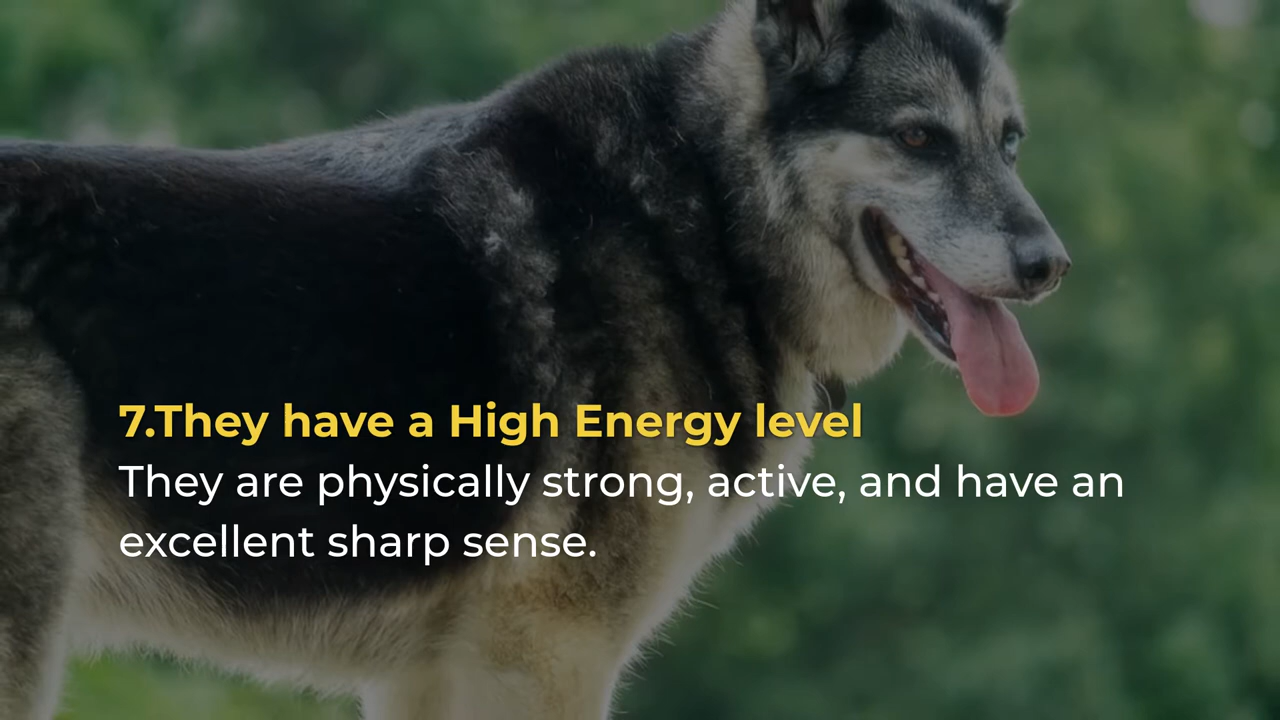 7.They have a High Energy level
They are physically strong, active, and have an
excellent sharp sense.